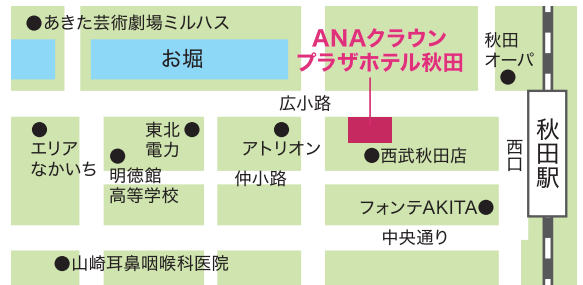 あきた芸術劇場ミルハス
お堀
ANAクラウン
プラザホテル秋田
秋田
オーパ
広小路
エリア
なかいち
東北
電力
明徳館
高等学校
アトリオン
仲小路
西武秋田店
西口
秋田駅
フォンテAKITA
中央通り
山崎耳鼻咽喉科医院